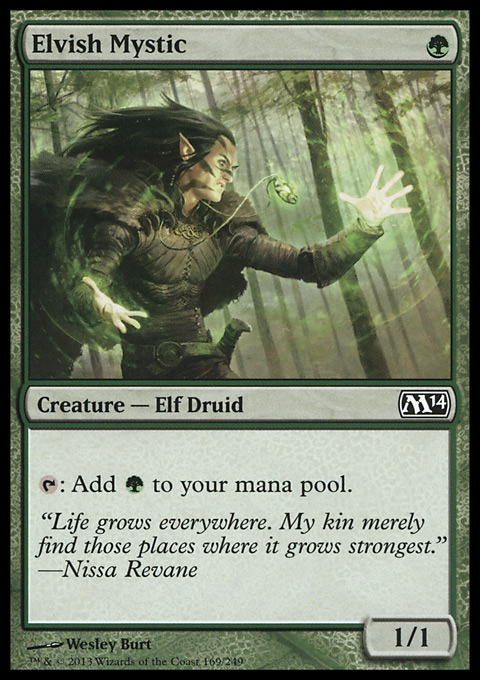 Elvish Mystic
Creature — Elf Druid
M14
: Add to your mana pool.
“Life grows everywhere. My kin merely
find those places where it grows strongest.”
—Nissa Revane
Wesley Burt
1/1
™ & © 2013 Wizards of the Coast 169/249